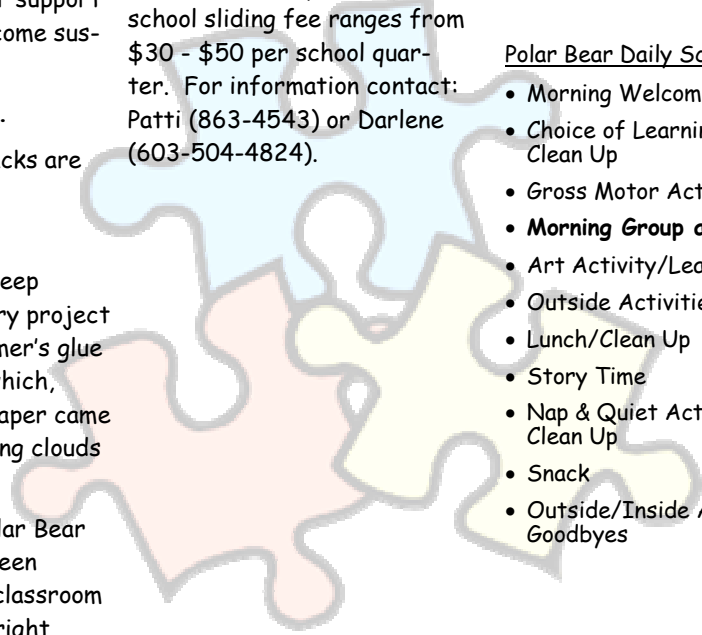 support
come sus-
.
cks are
eep
ry project
mer's glue
which,
aper came
ng clouds
lar Bear
een
classroom
right
school sliding fee ranges from
$30 - $50 per school quar-
ter. For information contact:
Patti (863-4543) or Darlene
(603-504-4824).
Polar Bear Daily Sc
• Morning Welcom
• Choice of Learnin
Clean Up
• Gross Motor Act
• Morning Group a
• Art Activity/Lea
• Outside Activitie
• Lunch/Clean Up
• Story Time
• Nap & Quiet Act
Clean Up
• Snack
• Outside/Inside A
Goodbyes